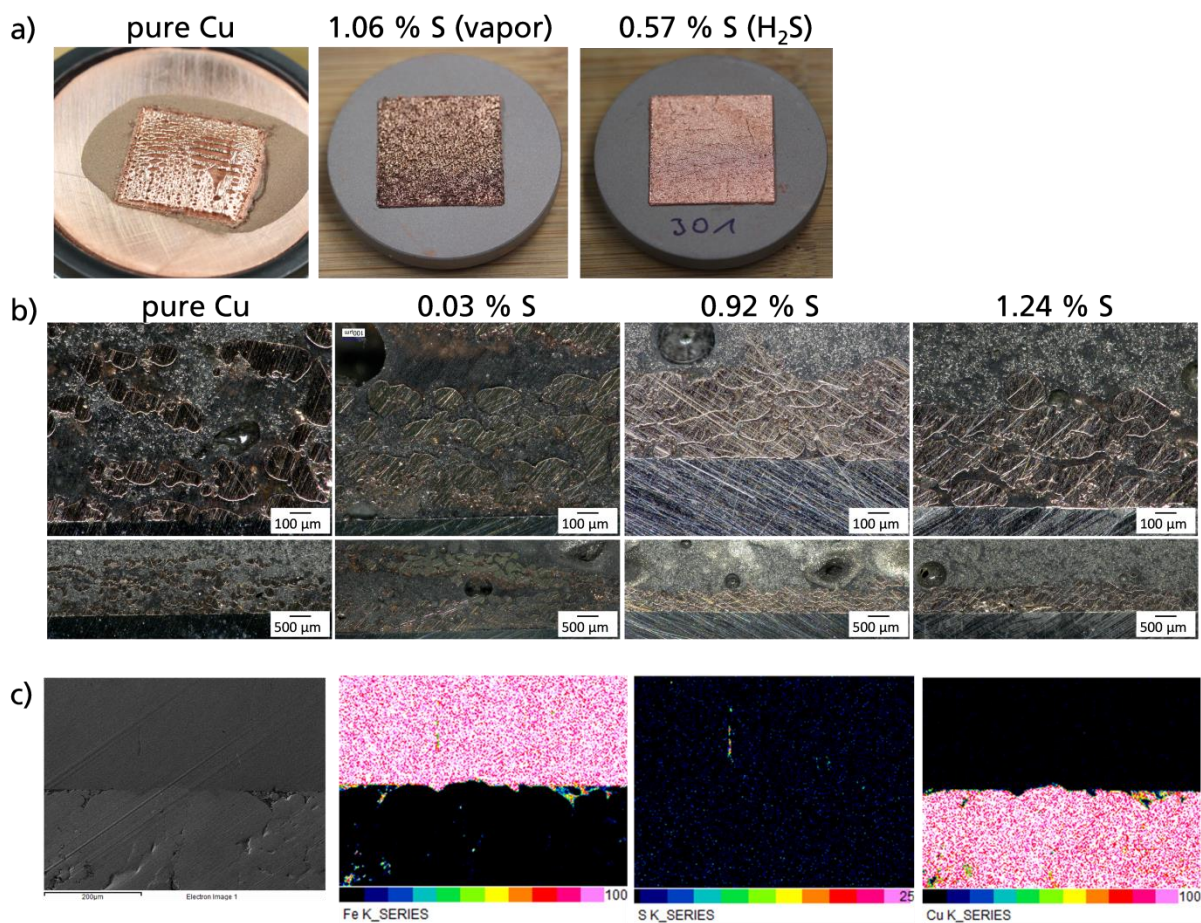 a)
pure Cu
1.06 % S (vapor)
0.57 % S (H₂S)
301
b)
pure Cu
0.03 % S
0.92 % S
1.24 % S
100 µm
100µm
100 µm
100 µm
100 µm
500 µm
500 µm
500 µm
500 µm
c)
200µm
Electron Image 1
100
Fe K_SERIES
25
S K_SERIES
100
Cu K_SERIES